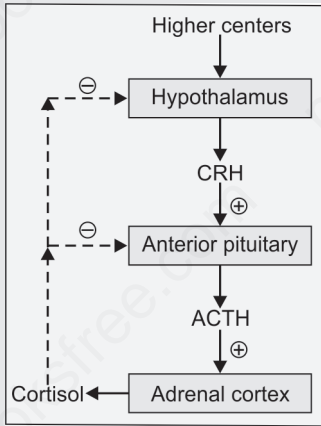 Higher centers
⊖
Hypothalamus
CRH
⊕
⊖
Anterior pituitary
ACTH
⊕
Cortisol
Adrenal cortex